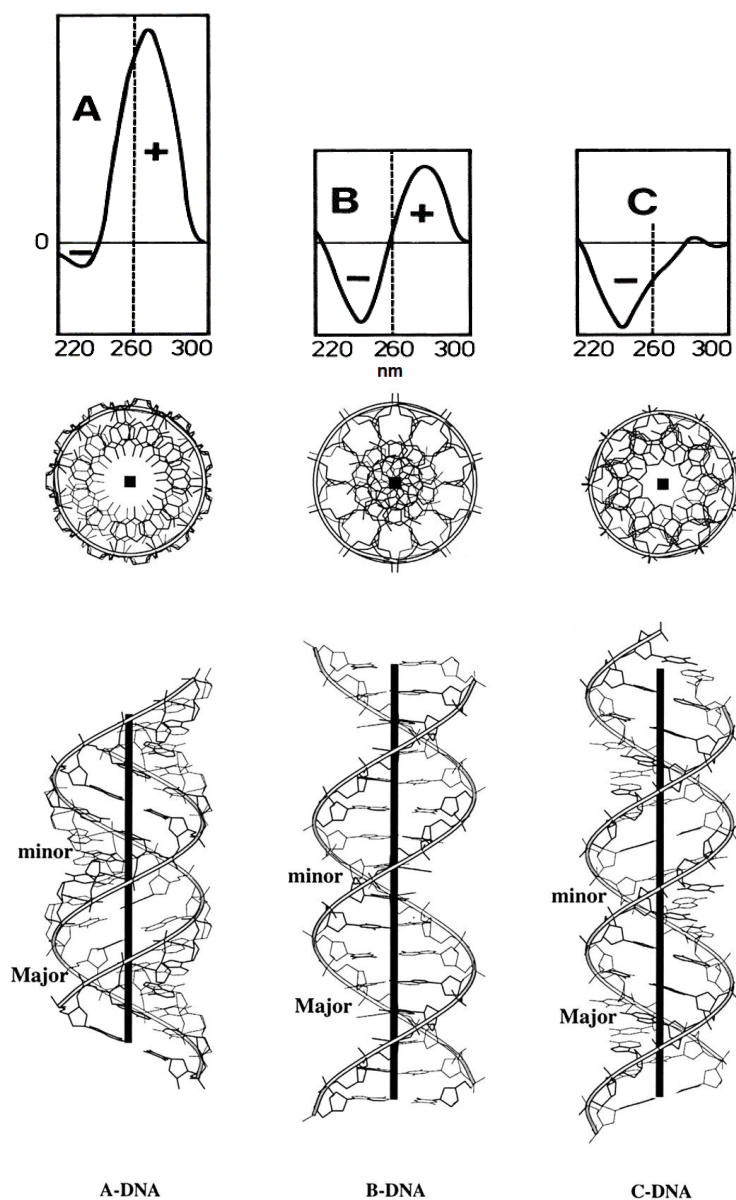 A
+
−
0
220 260 300
B
+
−
220 260 300
nm
C
−
220 260 300
minor
Major
minor
Major
minor
Major
A-DNA
B-DNA
C-DNA